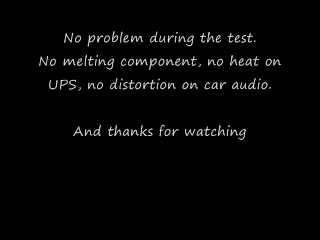 No problem during the test.
No melting component, no heat on
UPS, no distortion on car audio.
And thanks for watching